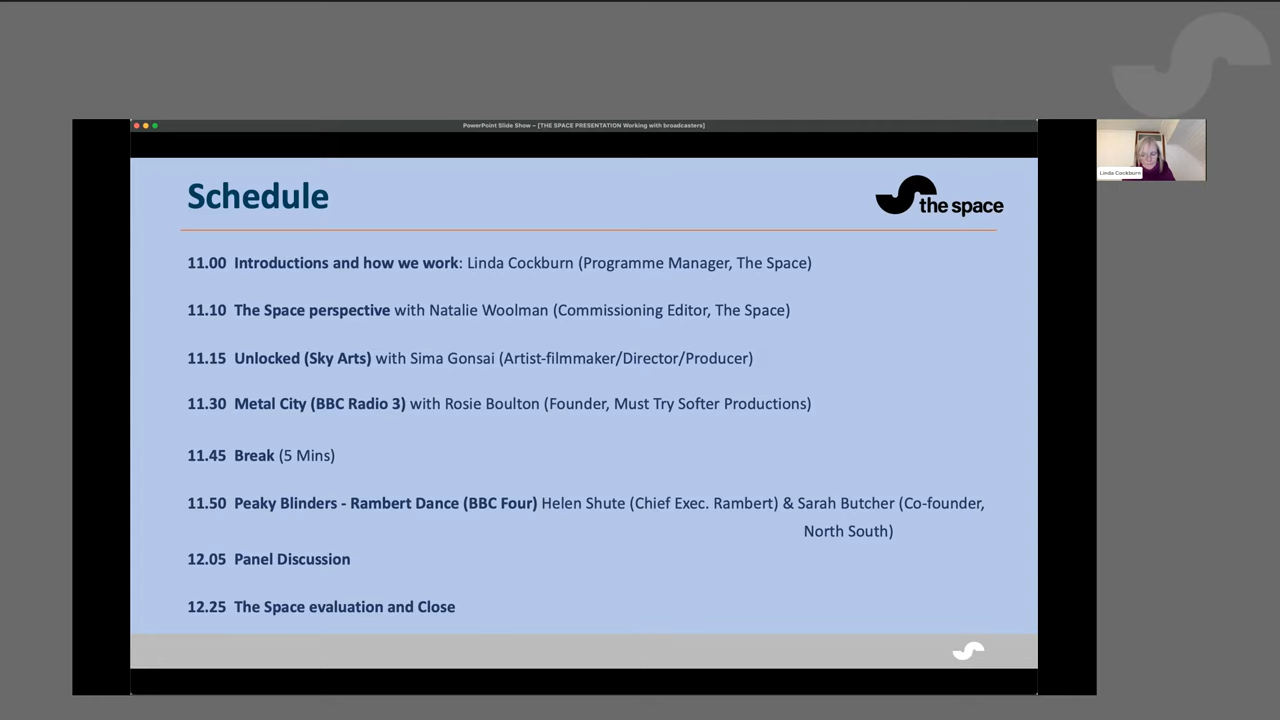 PowerPoint Slide Show – [THE SPACE PRESENTATION Working with broadcasters]
Schedule
the space
11.00 Introductions and how we work: Linda Cockburn (Programme Manager, The Space)
11.10 The Space perspective with Natalie Woolman (Commissioning Editor, The Space)
11.15 Unlocked (Sky Arts) with Sima Gonsai (Artist-filmmaker/Director/Producer)
11.30 Metal City (BBC Radio 3) with Rosie Boulton (Founder, Must Try Softer Productions)
11.45 Break (5 Mins)
11.50 Peaky Blinders - Rambert Dance (BBC Four) Helen Shute (Chief Exec. Rambert) & Sarah Butcher (Co-founder,
North South)
12.05 Panel Discussion
12.25 The Space evaluation and Close
Linda Cockburn